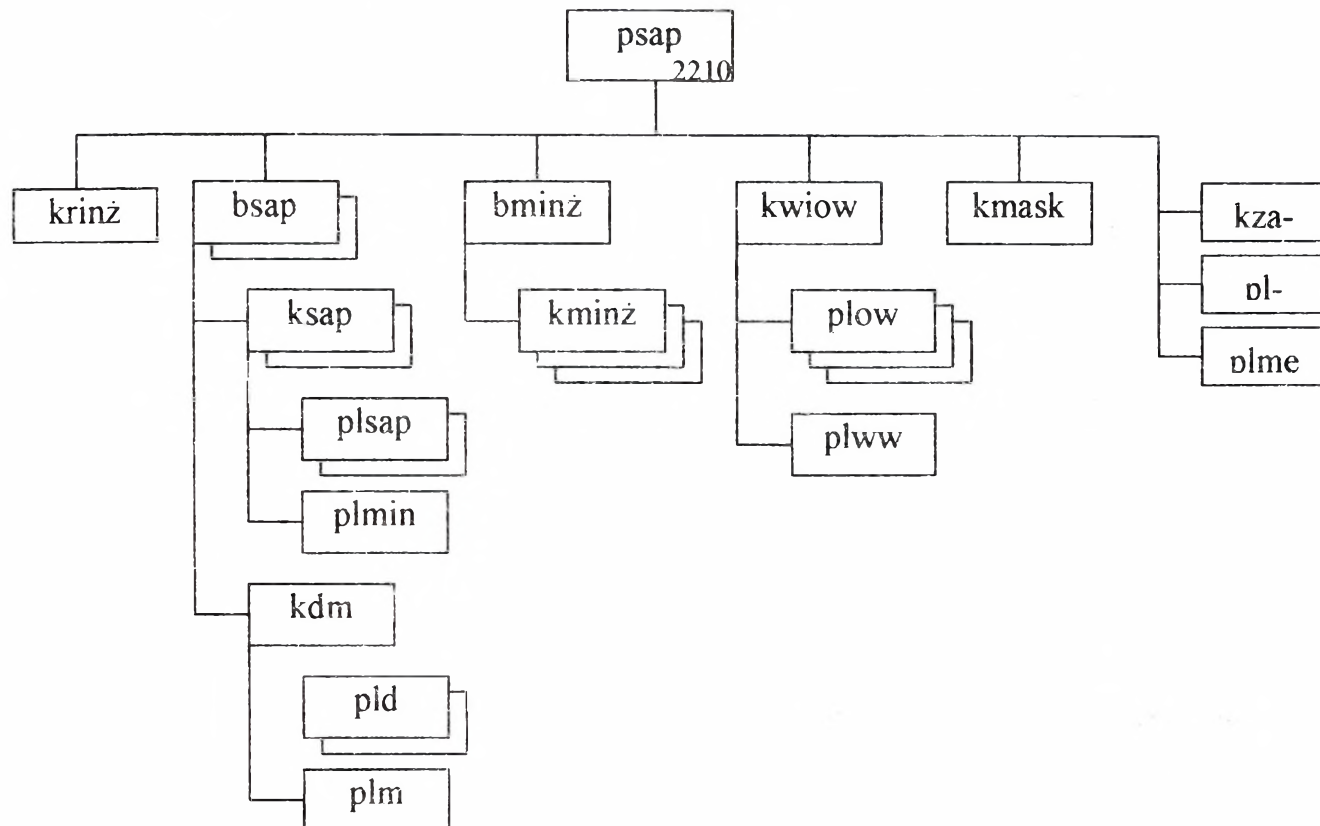 psap
2210
krinż
bsap
bminż
kwiow
kmask
kza-
pl-
plme
ksap
kminż
plow
plsap
plww
plmin
kdm
pld
plm